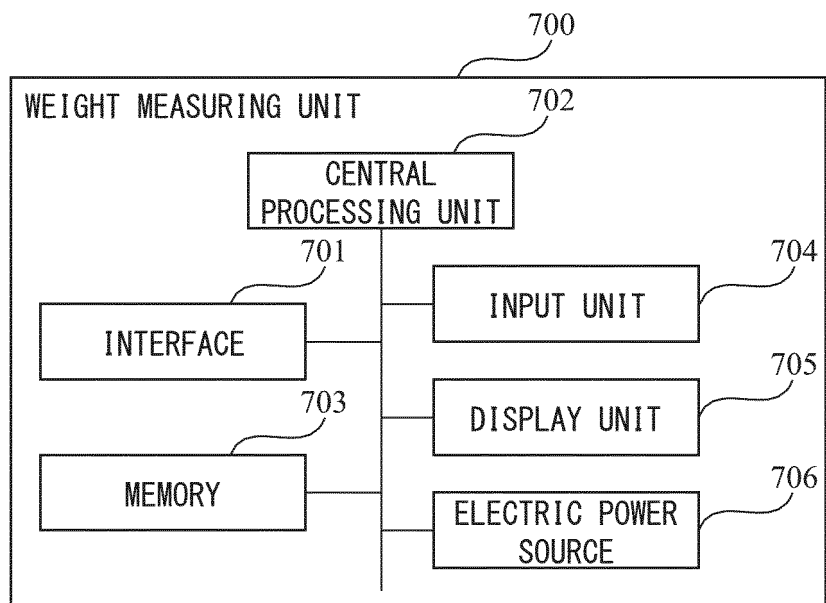 700
WEIGHT MEASURING UNIT
702
CENTRAL
PROCESSING UNIT
701
INTERFACE
704
INPUT UNIT
705
DISPLAY UNIT
703
MEMORY
706
ELECTRIC POWER
SOURCE